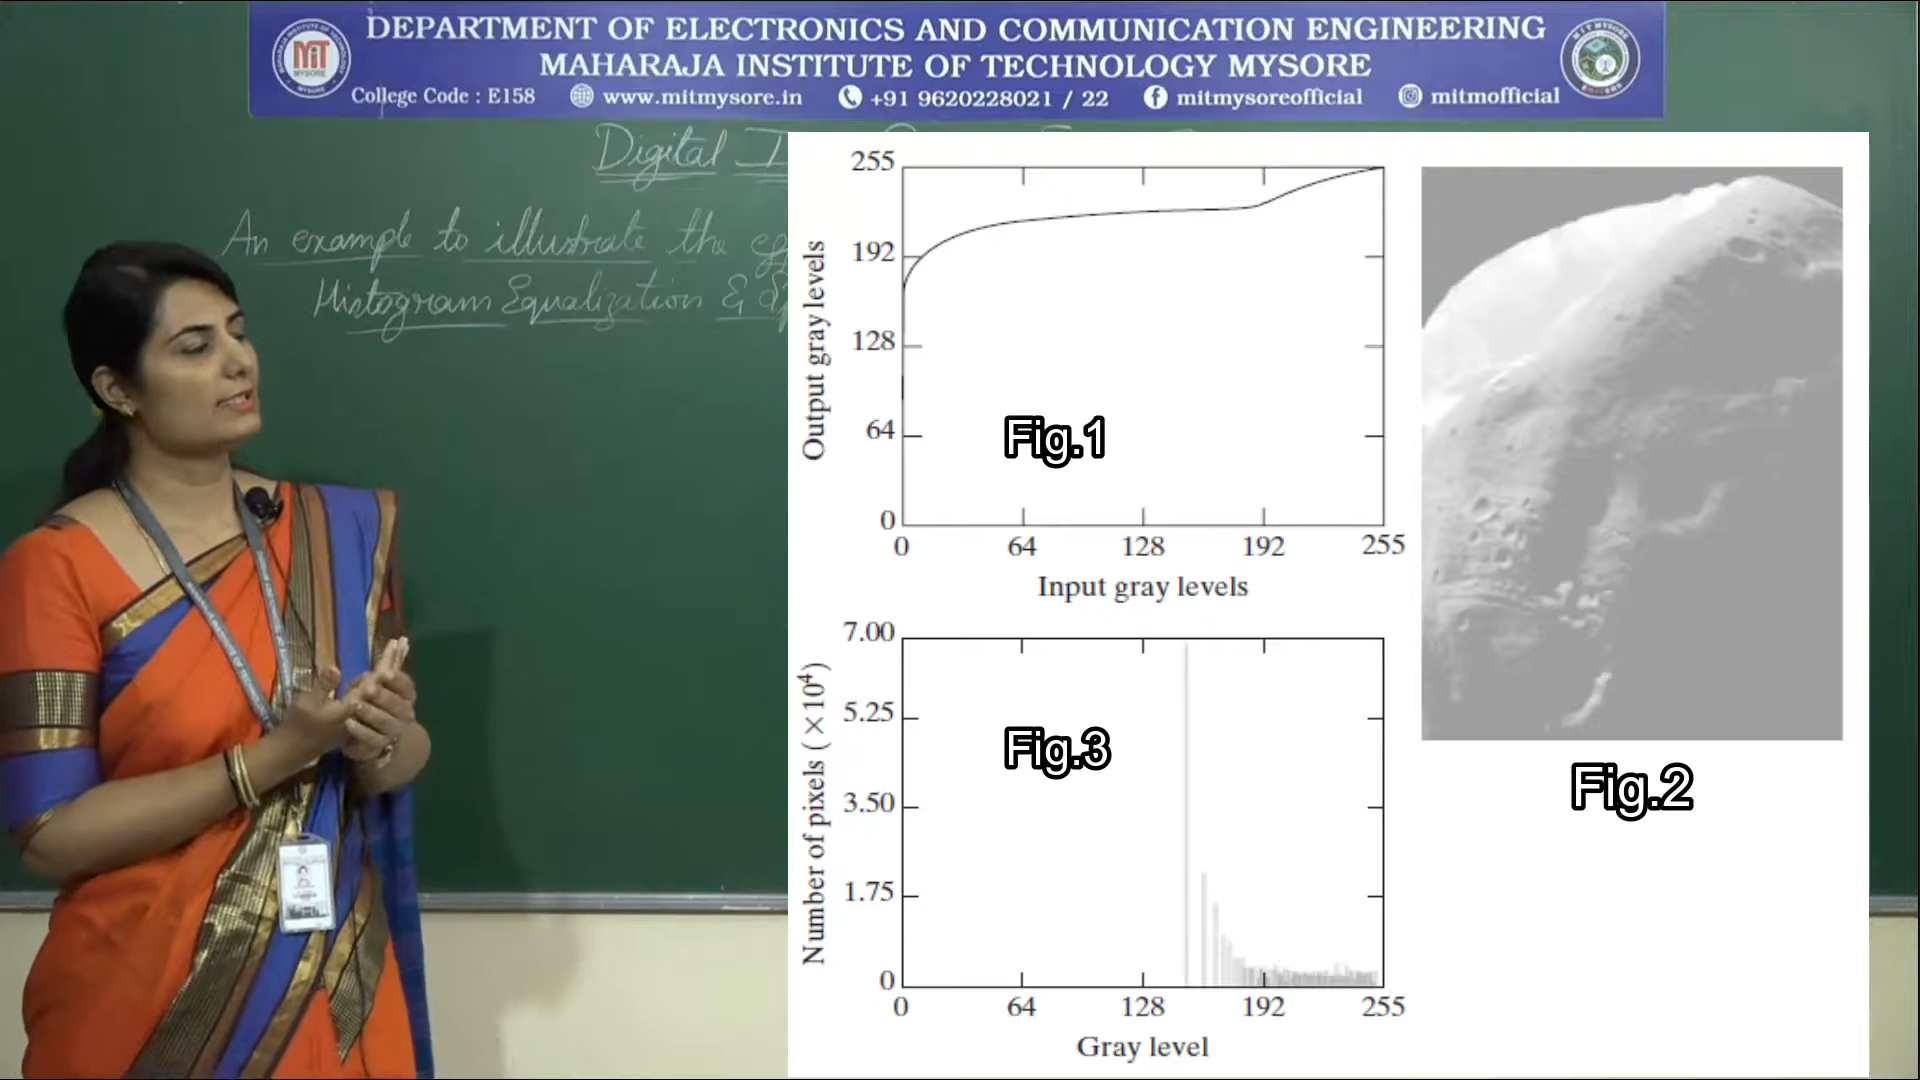 DEPARTMENT OF ELECTRONICS AND COMMUNICATION ENGINEERING
MAHARAJA INSTITUTE OF TECHNOLOGY MYSORE
College Code : E158 www.mitmysore.in +91 9620228021 / 22 mitmysoreofficial mitmofficial
MIT
MYSORE
Digital
An example to illustrate the
Histogram Equalization &
255
192
128
64
0
Output gray levels
Fig.1
0 64 128 192 255
Input gray levels
7.00
5.25
3.50
1.75
0
Number of pixels (×10⁴)
Fig.3
0 64 128 192 255
Gray level
Fig.2